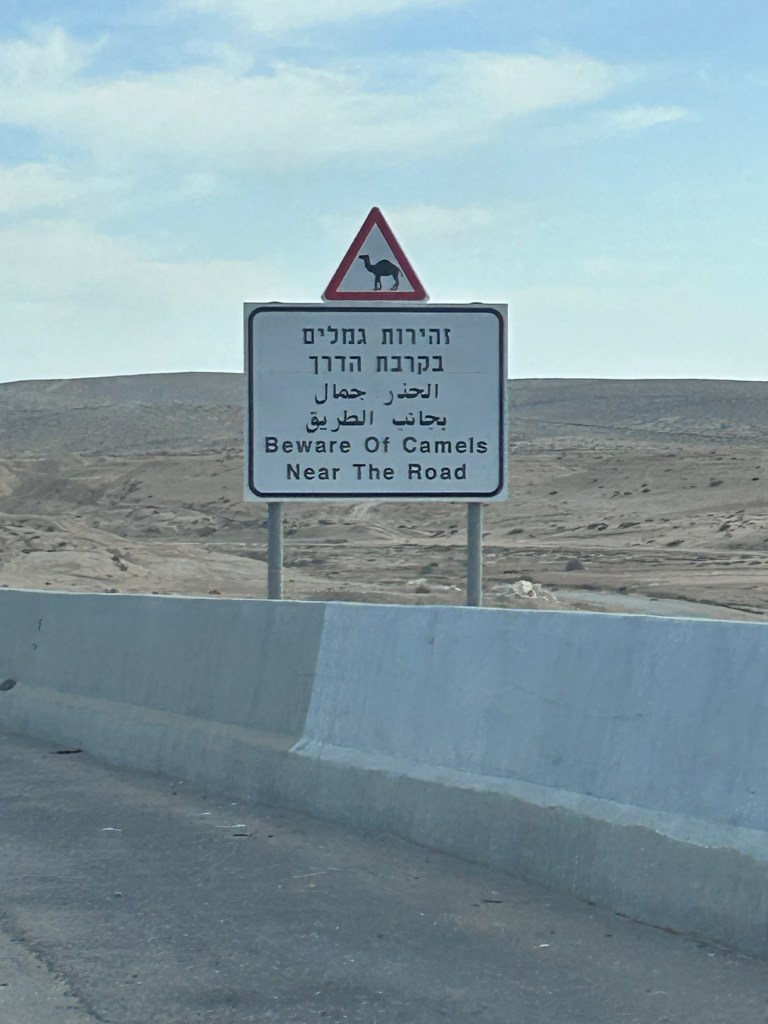 זהירות גמלים
בקרבת הדרך
الحذر جمال
بجانب الطريق
Beware Of Camels
Near The Road